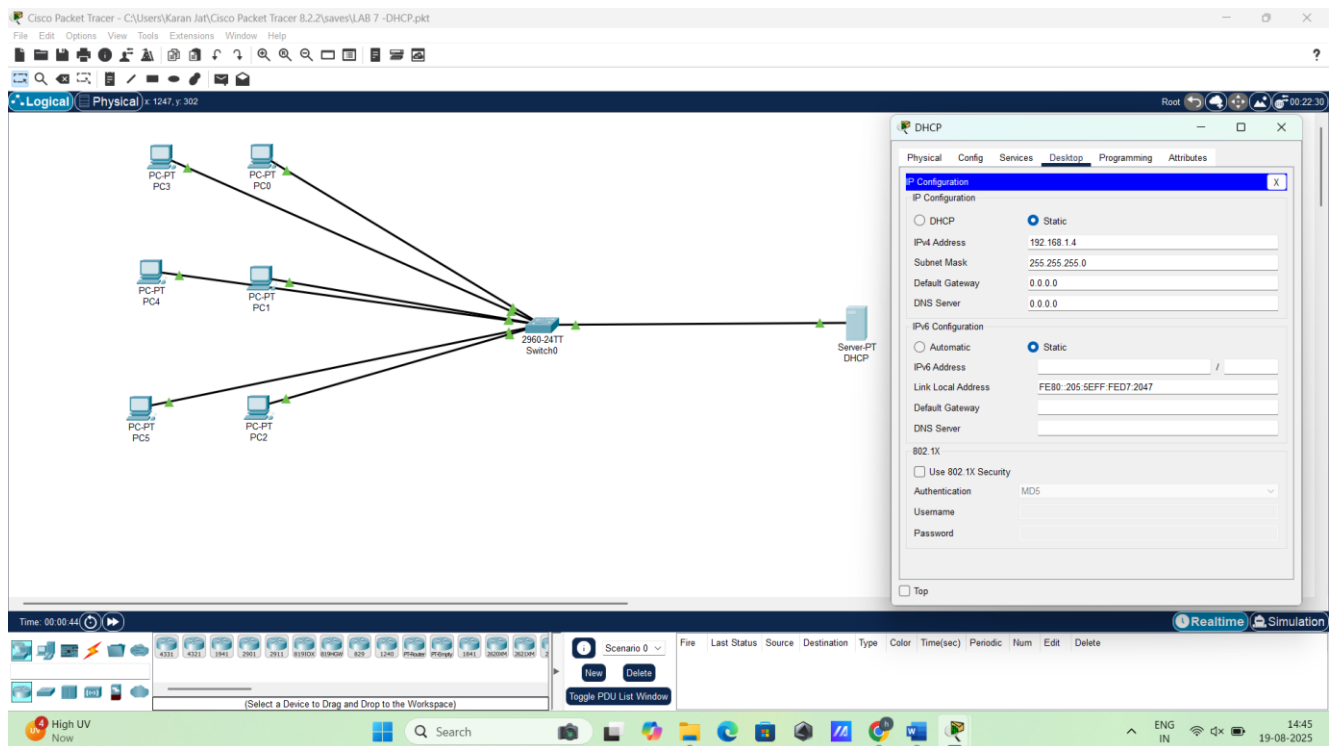 Cisco Packet Tracer - C:\Users\Karan Jat\Cisco Packet Tracer 8.2.2\saves\LAB 7 -DHCP.pkt
File Edit Options View Tools Extensions Window Help
?
Logical Physical x: 1247, y: 302
Root 00:22:30
PC-PT
PC3
PC-PT
PC0
PC-PT
PC4
PC-PT
PC1
PC-PT
PC5
PC-PT
PC2
2960-24TT
Switch0
Server-PT
DHCP
DHCP
Physical Config Services Desktop Programming Attributes
IP Configuration X
IP Configuration
DHCP Static
IPv4 Address 192.168.1.4
Subnet Mask 255.255.255.0
Default Gateway 0.0.0.0
DNS Server 0.0.0.0
IPv6 Configuration
Automatic Static
IPv6 Address /
Link Local Address FE80::205:5EFF:FED7:2047
Default Gateway
DNS Server
802.1X
Use 802.1X Security
Authentication MD5
Username
Password
Top
Time: 00:00:44
Realtime Simulation
4331 4321 1941 2901 2911 819IOX 819HGW 829 1240 PT-Router PT-Empty 1841 2620XM 2621XM 2
(Select a Device to Drag and Drop to the Workspace)
Scenario 0
New Delete
Toggle PDU List Window
Fire Last Status Source Destination Type Color Time(sec) Periodic Num Edit Delete
4
High UV
Now
Search
ENG
IN
14:45
19-08-2025